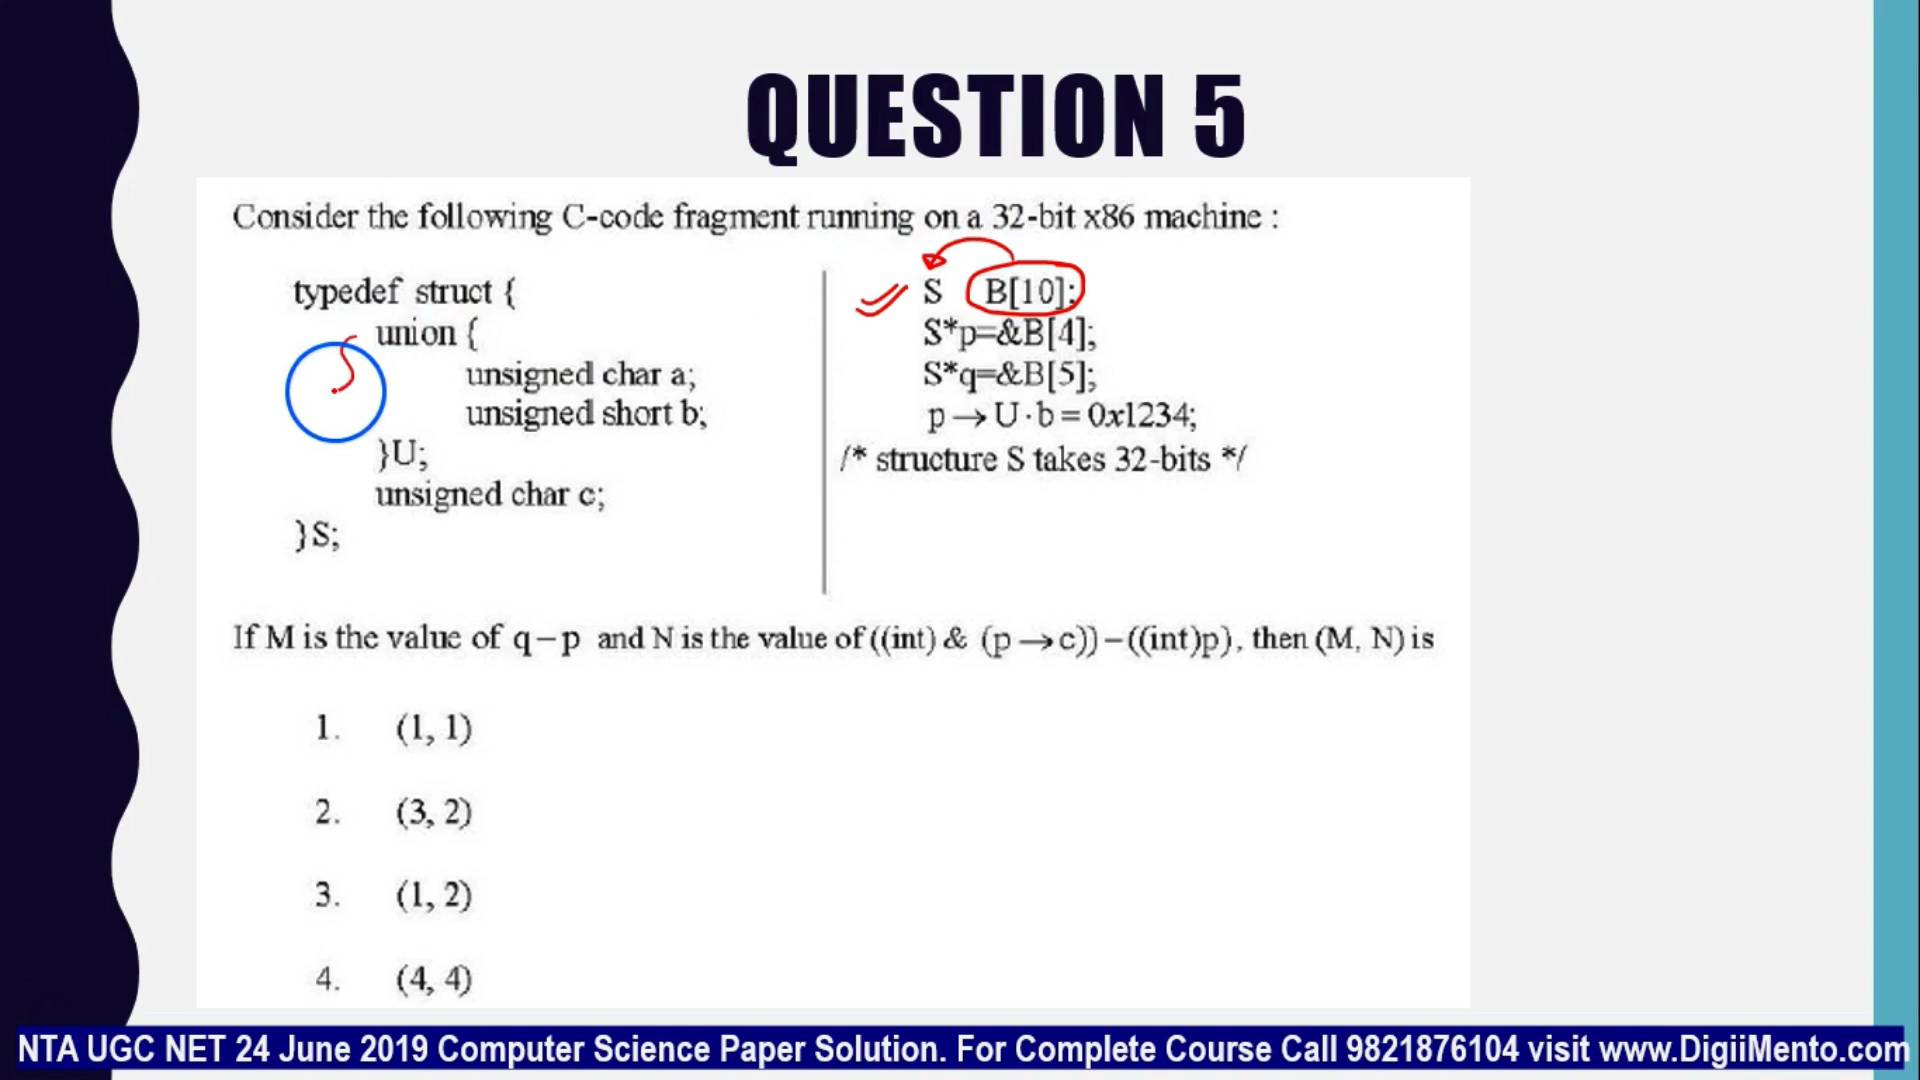 QUESTION 5
Consider the following C-code fragment running on a 32-bit x86 machine :
typedef struct {
union {
unsigned char a;
unsigned short b;
}U;
unsigned char c;
}S;
S B[10];
S*p=&B[4];
S*q=&B[5];
p→U·b=0x1234;
/* structure S takes 32-bits */
If M is the value of q−p and N is the value of ((int) & (p→c))−((int)p), then (M, N) is
1. (1, 1)
2. (3, 2)
3. (1, 2)
4. (4, 4)
NTA UGC NET 24 June 2019 Computer Science Paper Solution. For Complete Course Call 9821876104 visit www.DigiiMento.com